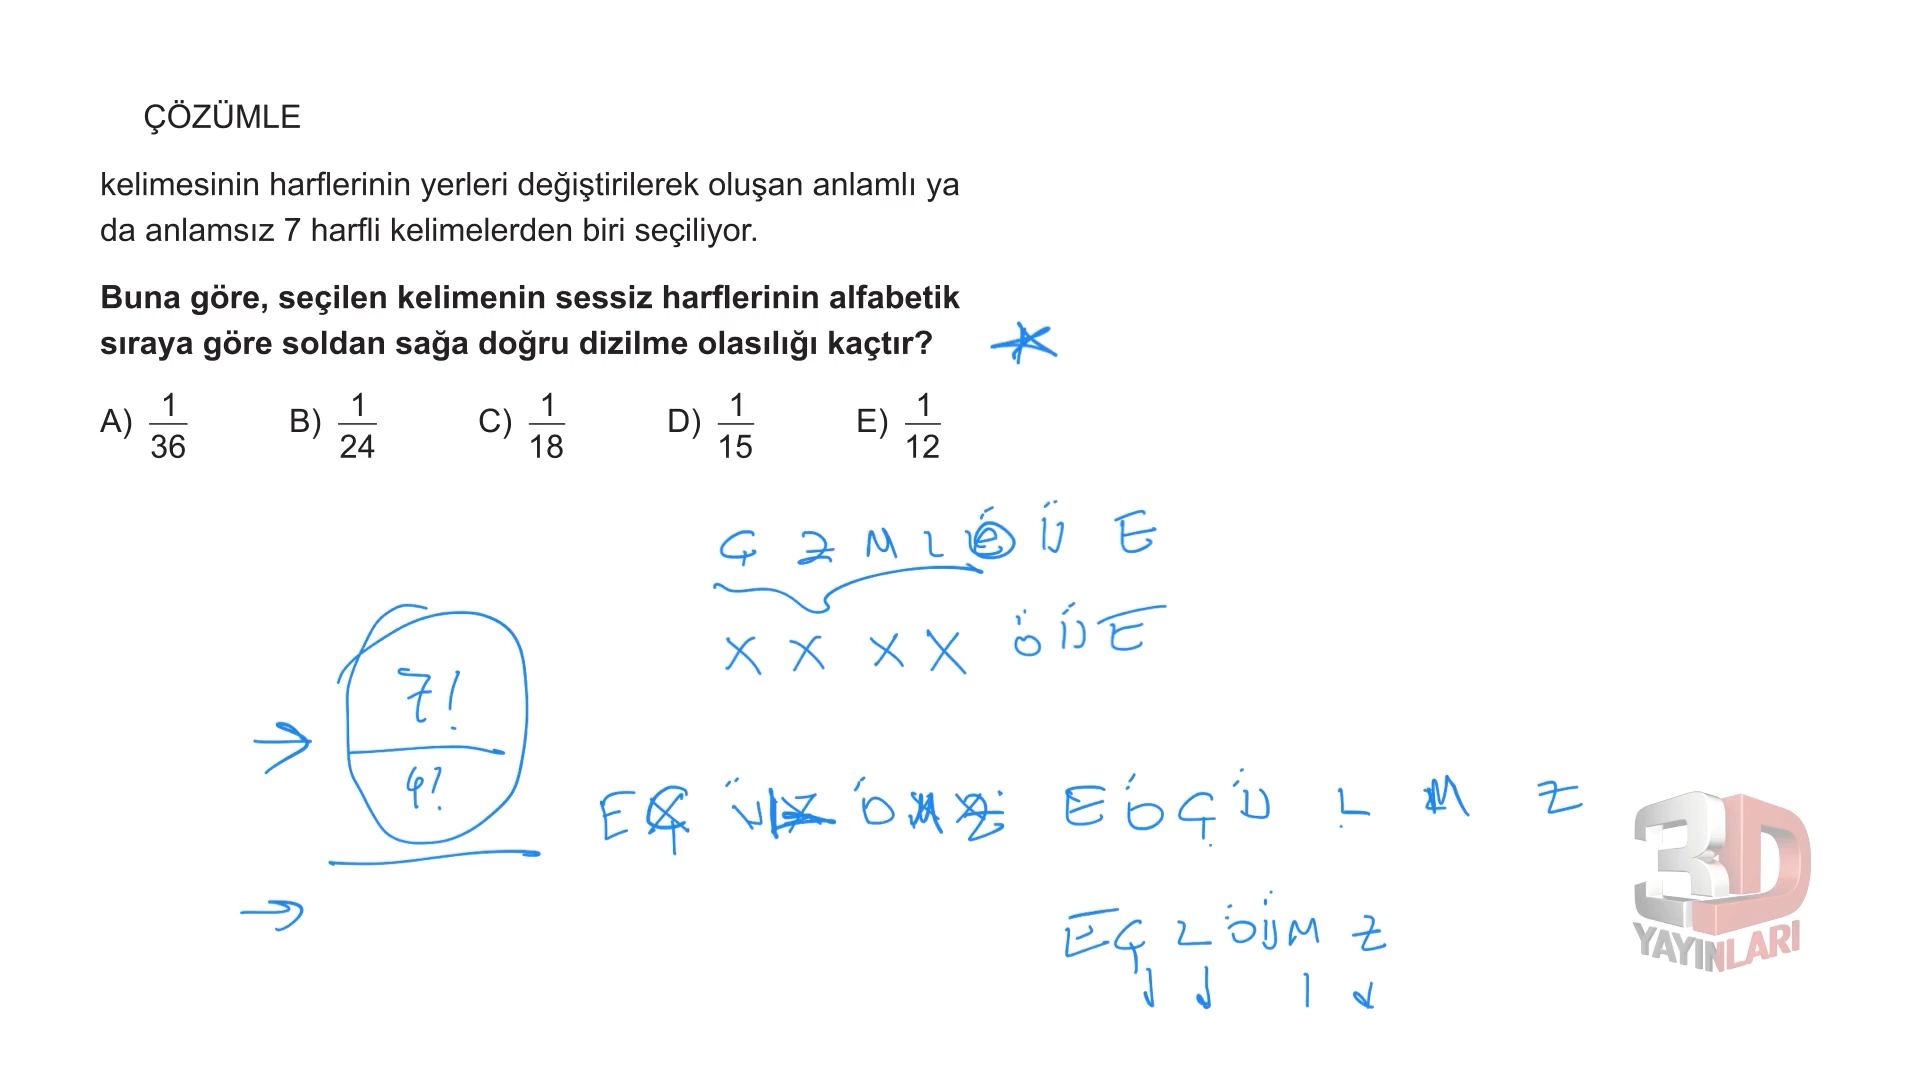 ÇÖZÜMLE
kelimesinin harflerinin yerleri değiştirilerek oluşan anlamlı ya
da anlamsız 7 harfli kelimelerden biri seçiliyor.
Buna göre, seçilen kelimenin sessiz harflerinin alfabetik
sıraya göre soldan sağa doğru dizilme olasılığı kaçtır?
A) 1/36 B) 1/24 C) 1/18 D) 1/15 E) 1/12
Ç Z M L Ö Ü E
X X X X Ö Ü E
7!
4!
E Ö Ç Ü L M Z
E Ç L Ö Ü M Z
3D
YAYINLARI